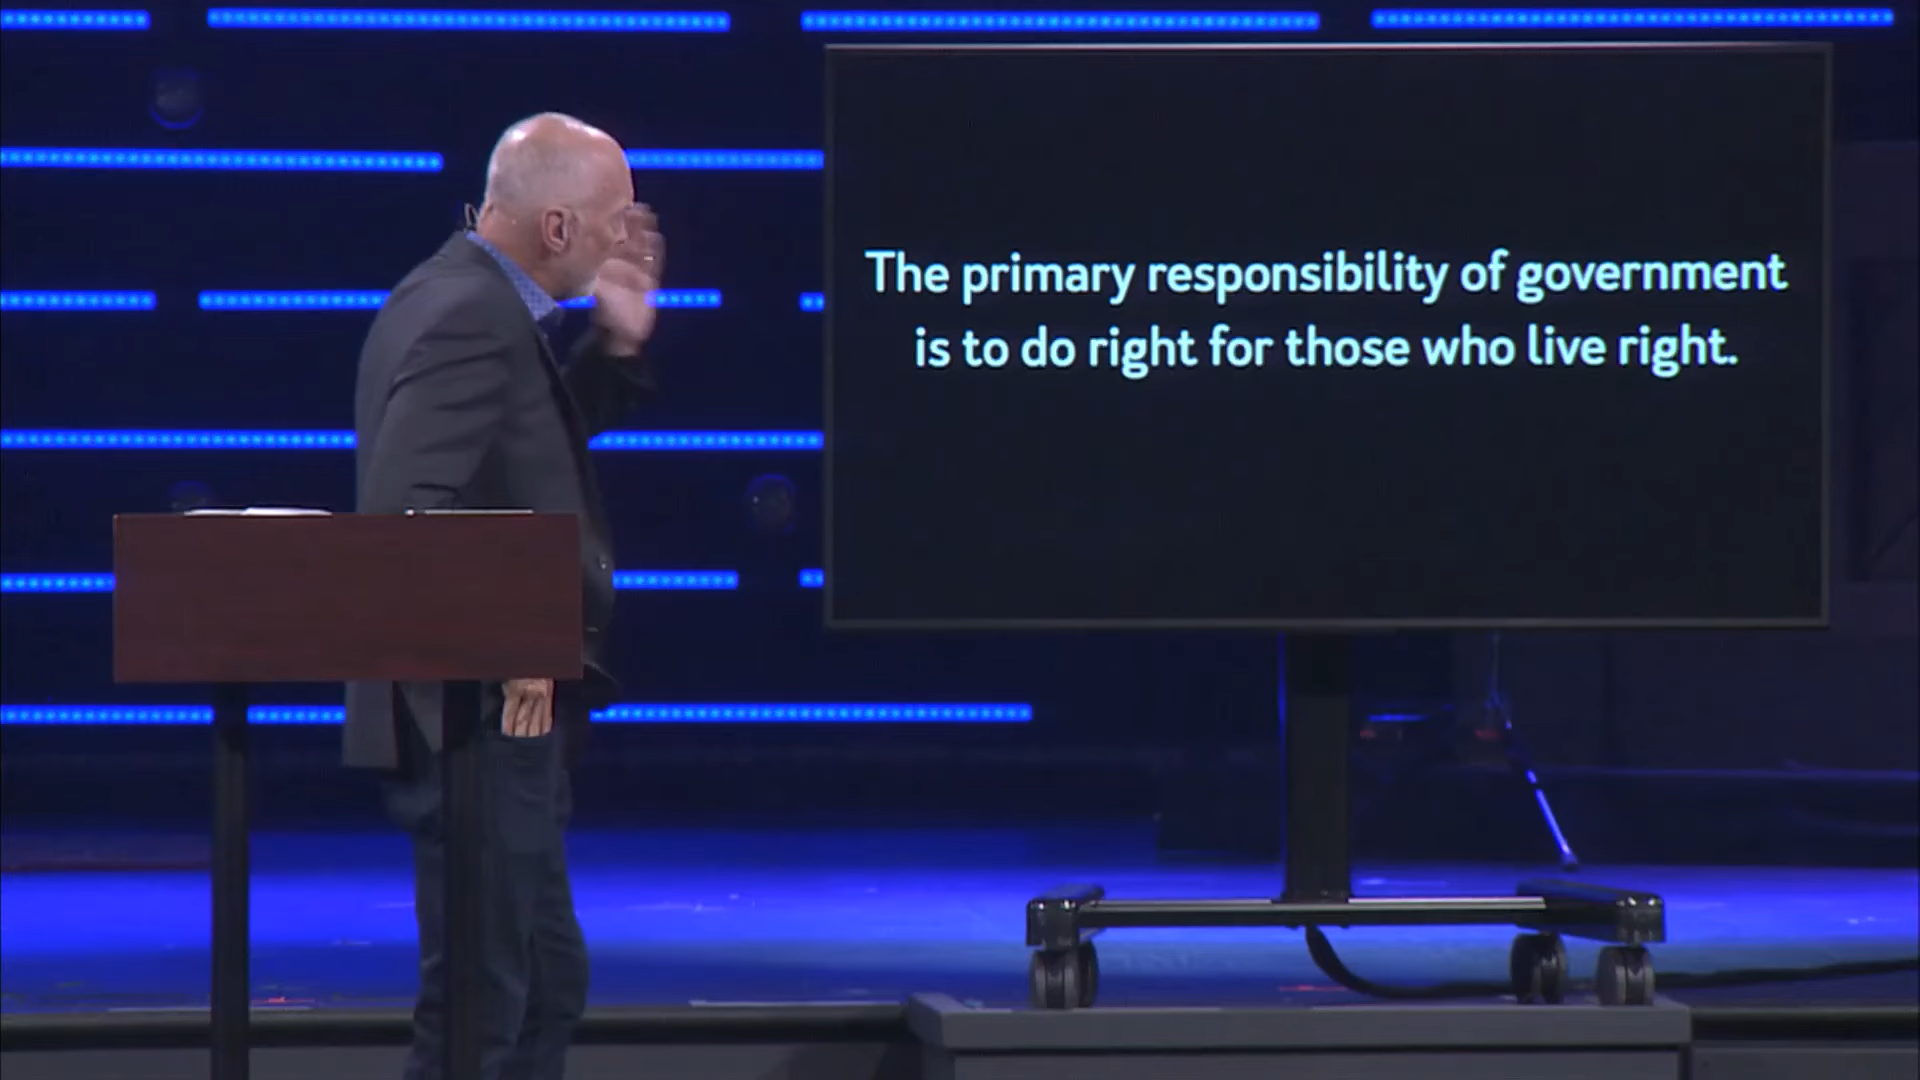 The primary responsibility of government
is to do right for those who live right.